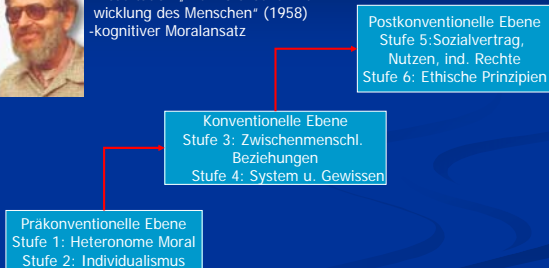 wicklung des Menschen“ (1958)
-kognitiver Moralansatz
Postkonventionelle Ebene
Stufe 5:Sozialvertrag,
Nutzen, ind. Rechte
Stufe 6: Ethische Prinzipien
Konventionelle Ebene
Stufe 3: Zwischenmenschl.
Beziehungen
Stufe 4: System u. Gewissen
Präkonventionelle Ebene
Stufe 1: Heteronome Moral
Stufe 2: Individualismus